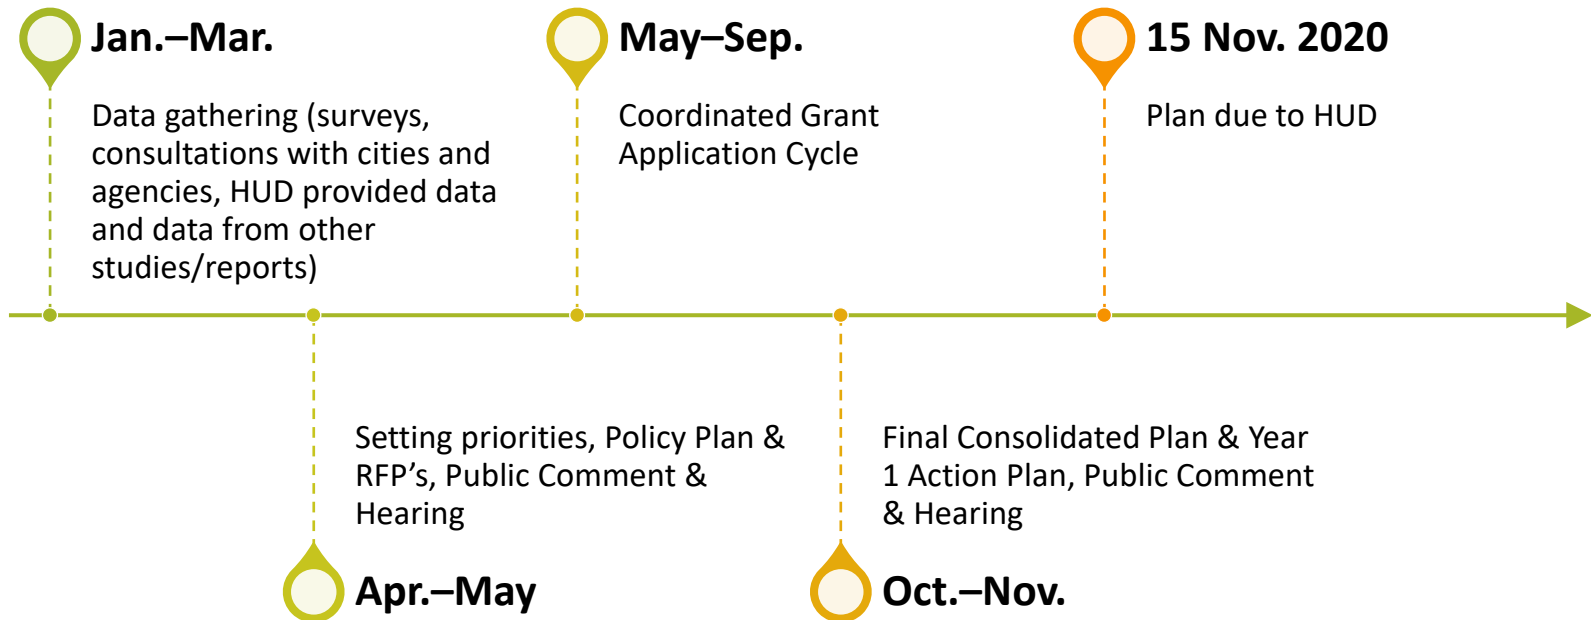 Jan.–Mar.
Data gathering (surveys,
consultations with cities and
agencies, HUD provided data
and data from other
studies/reports)
May–Sep.
Coordinated Grant
Application Cycle
15 Nov. 2020
Plan due to HUD
Setting priorities, Policy Plan &
RFP’s, Public Comment &
Hearing
Apr.–May
Final Consolidated Plan & Year
1 Action Plan, Public Comment
& Hearing
Oct.–Nov.